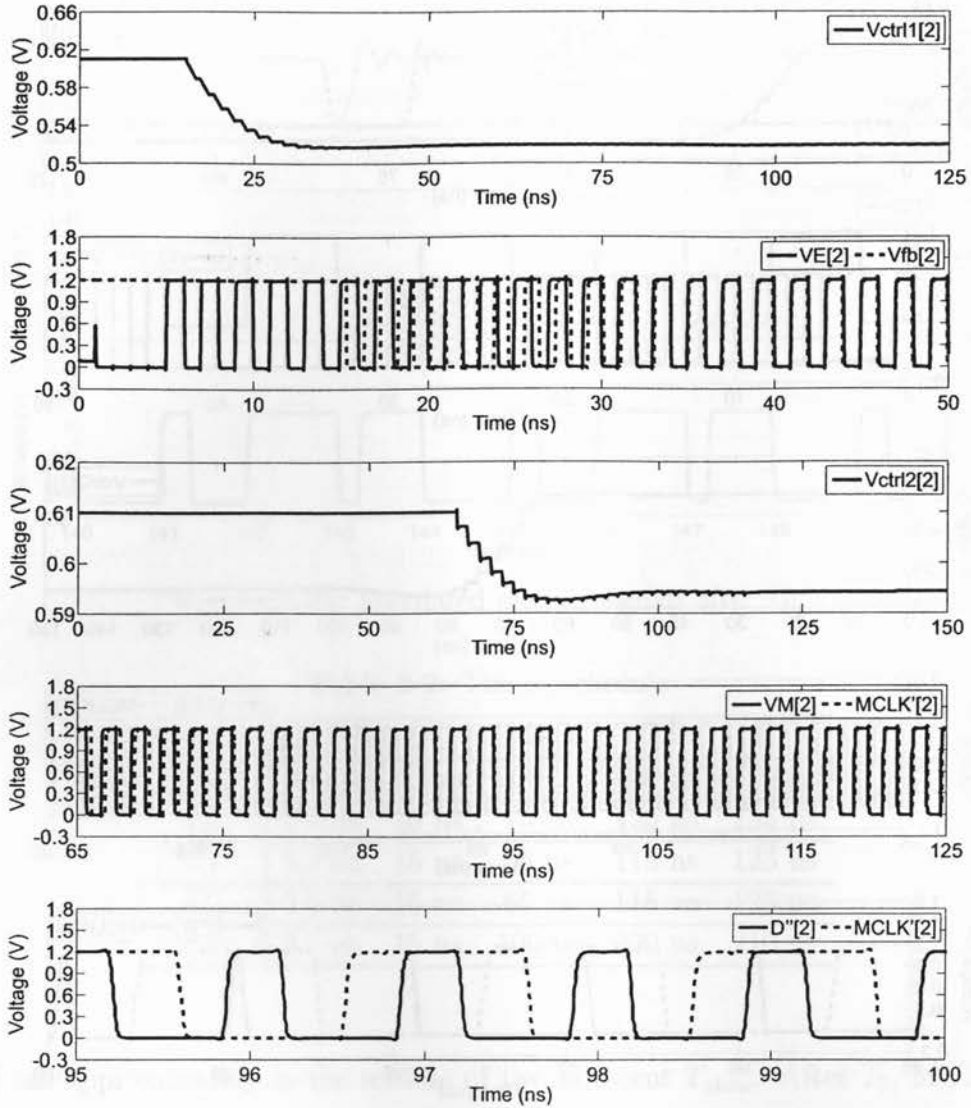 0.66
0.62
0.58
0.54
0.5
Voltage (V)
Vctrl1[2]
0 25 50 75 100 125
Time (ns)
1.8
1.2
0.9
0.6
0.3
0
-0.3
Voltage (V)
VE[2] Vfb[2]
0 10 20 30 40 50
Time (ns)
0.62
0.61
0.6
0.59
Voltage (V)
Vctrl2[2]
0 25 50 75 100 125 150
Time (ns)
1.8
1.5
1.2
0.9
0.6
0.3
0
-0.3
Voltage (V)
VM[2] MCLK'[2]
65 75 85 95 105 115 125
Time (ns)
1.8
1.5
1.2
0.9
0.6
0.3
0
-0.3
Voltage (V)
D"[2] MCLK'[2]
95 96 97 98 99 100
Time (ns)